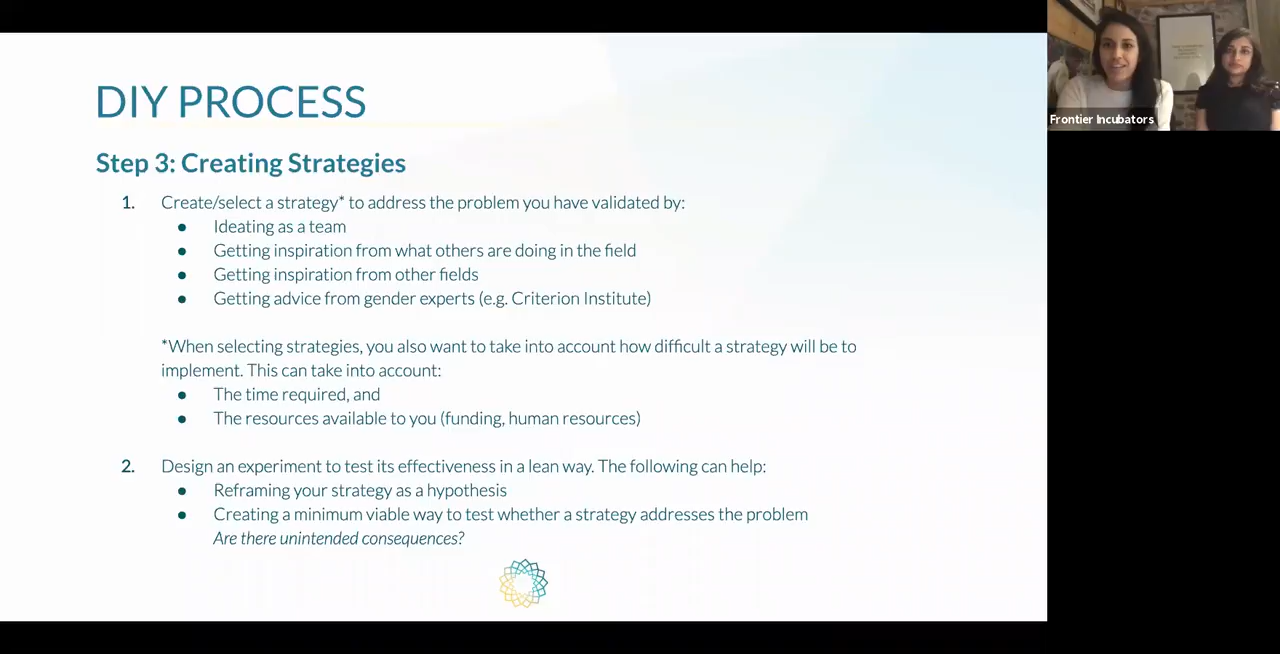 DIY PROCESS
Step 3: Creating Strategies
1. Create/select a strategy* to address the problem you have validated by:
● Ideating as a team
● Getting inspiration from what others are doing in the field
● Getting inspiration from other fields
● Getting advice from gender experts (e.g. Criterion Institute)
*When selecting strategies, you also want to take into account how difficult a strategy will be to
implement. This can take into account:
● The time required, and
● The resources available to you (funding, human resources)
2. Design an experiment to test its effectiveness in a lean way. The following can help:
● Reframing your strategy as a hypothesis
● Creating a minimum viable way to test whether a strategy addresses the problem
Are there unintended consequences?
Frontier Incubators